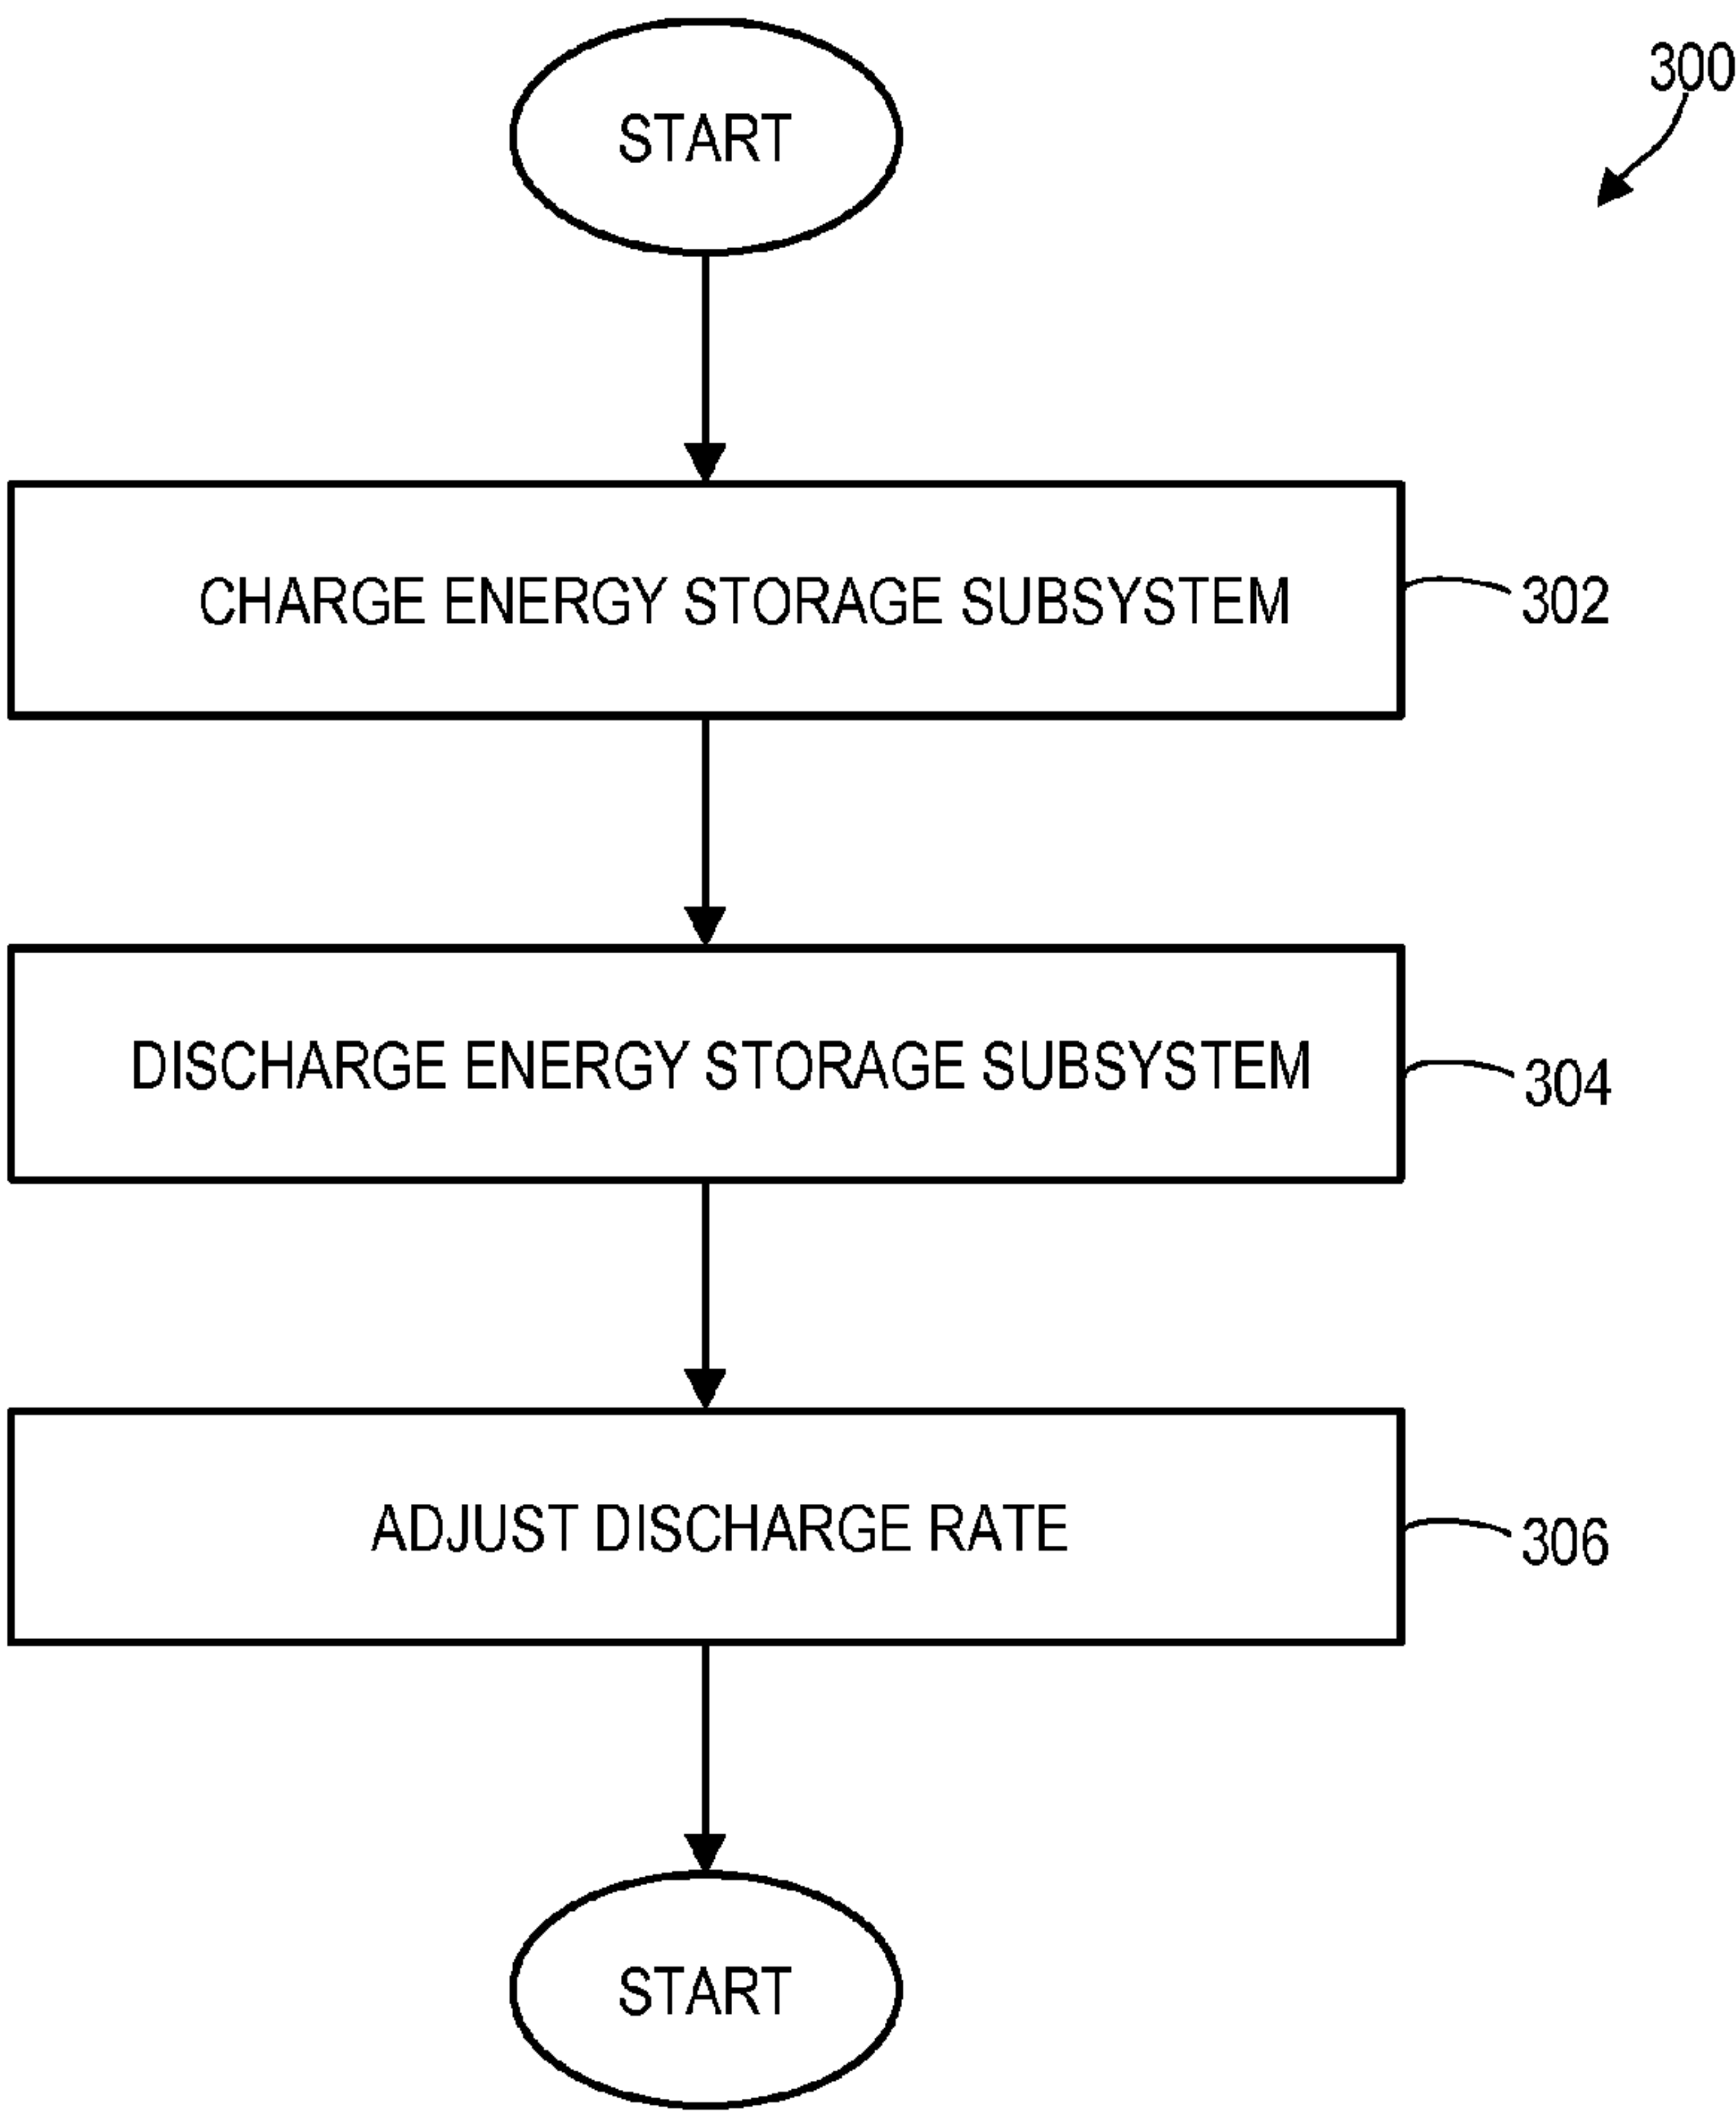 START
300
CHARGE ENERGY STORAGE SUBSYSTEM
302
DISCHARGE ENERGY STORAGE SUBSYSTEM
304
ADJUST DISCHARGE RATE
306
START